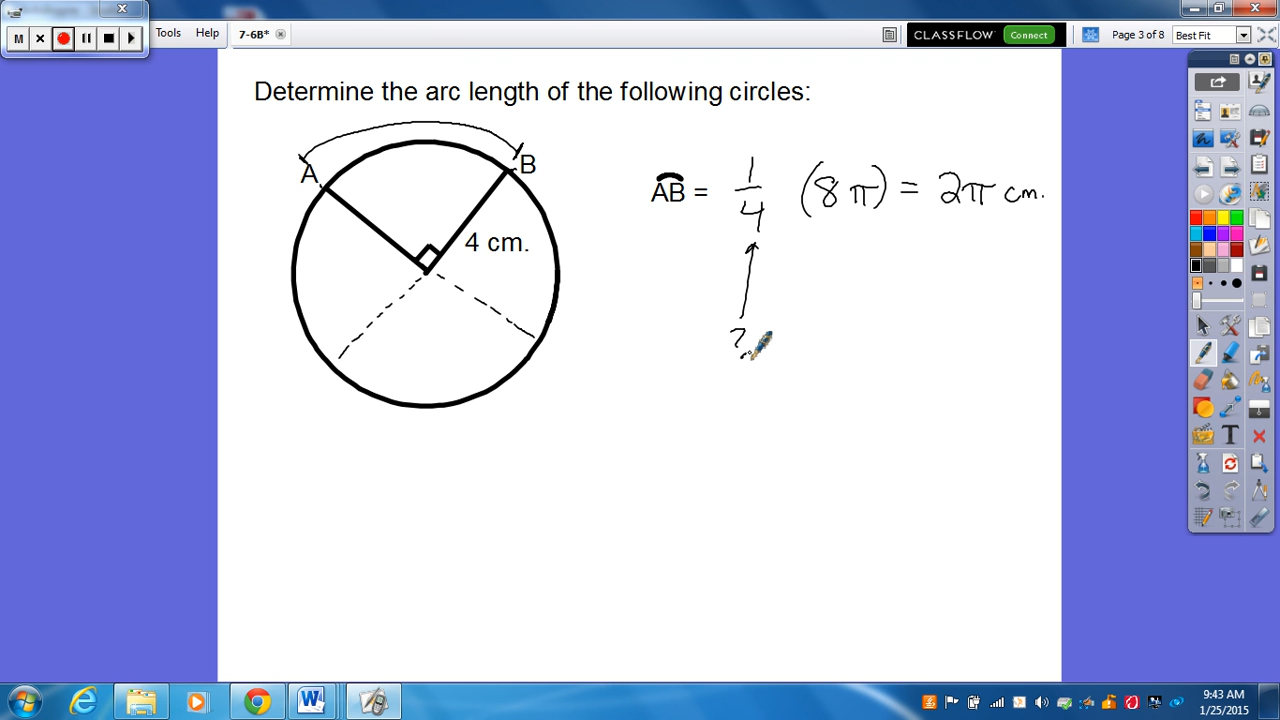 M
Tools Help 7-6B* CLASSFLOW Connect Page 3 of 8 Best Fit
Determine the arc length of the following circles:
A B
4 cm.
AB = 1/4 (8π) = 2π cm.
?
T
W
9:43 AM
1/25/2015